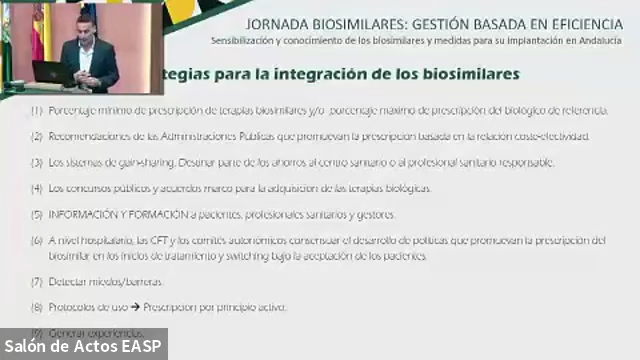 JORNADA BIOSIMILARES: GESTIÓN BASADA EN EFICIENCIA
Sensibilización y conocimiento de los biosimilares y medidas para su implantación en Andalucía
tegias para la integración de los biosimilares
(1) Porcentaje mínimo de prescripción de terapias biosimilares y/o porcentaje máximo de prescripción del biológico de referencia.
(2) Recomendaciones de las Administraciones Públicas que promuevan la prescripción basada en la relación coste-efectividad.
(3) Los sistemas de gain-sharing. Destinar parte de los ahorros al centro sanitario o al profesional sanitario responsable.
(4) Los concursos públicos y acuerdos marco para la adquisición de las terapias biológicas.
(5) INFORMACIÓN Y FORMACIÓN a pacientes, profesionales sanitarios y gestores.
(6) A nivel hospitalario, las CFT y los comités autonómicos consensuar el desarrollo de políticas que promuevan la prescripción del
biosimilar en los inicios de tratamiento y switching bajo la aceptación de los pacientes.
(7) Detectar miedos/barreras.
(8) Protocolos de uso → Prescripción por principio activo.
(9) Generar experiencias.
Salón de Actos EASP